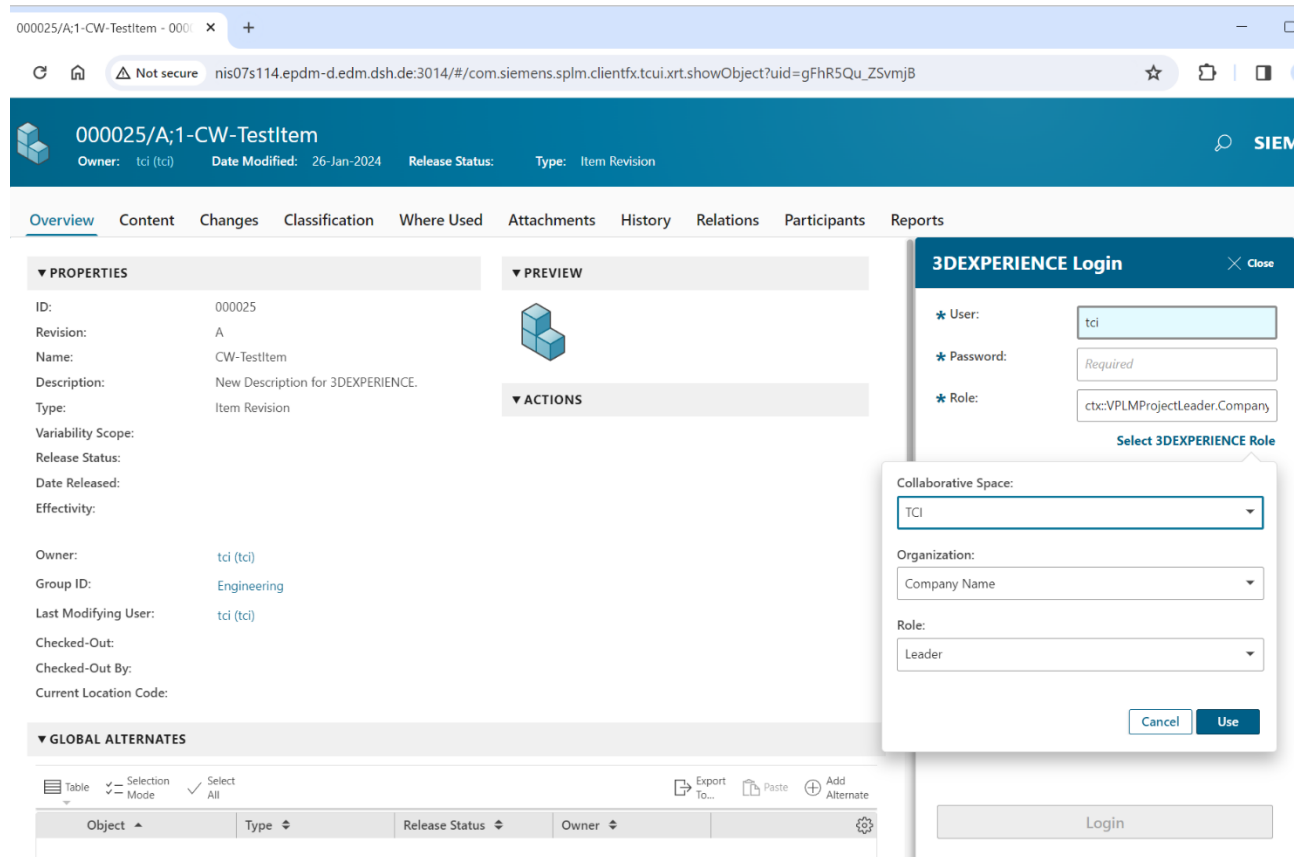 000025/A;1-CW-TestItem - 000
Not secure nis07s114.epdm-d.edm.dsh.de:3014/#/com.siemens.splm.clientfx.tcui.xrt.showObject?uid=gFhR5Qu_ZSvmjB
000025/A;1-CW-TestItem
Owner: tci (tci) Date Modified: 26-Jan-2024 Release Status: Type: Item Revision
SIEM
Overview Content Changes Classification Where Used Attachments History Relations Participants Reports
▼ PROPERTIES
ID: 000025
Revision: A
Name: CW-TestItem
Description: New Description for 3DEXPERIENCE.
Type: Item Revision
Variability Scope:
Release Status:
Date Released:
Effectivity:
Owner: tci (tci)
Group ID: Engineering
Last Modifying User: tci (tci)
Checked-Out:
Checked-Out By:
Current Location Code:
▼ PREVIEW
▼ ACTIONS
▼ GLOBAL ALTERNATES
Table Selection Mode Select All Export To... Paste Add Alternate
Object Type Release Status Owner
3DEXPERIENCE Login Close
* User: tci
* Password: Required
* Role: ctx::VPLMProjectLeader.Company
Select 3DEXPERIENCE Role
Collaborative Space:
TCI
Organization:
Company Name
Role:
Leader
Cancel Use
Login